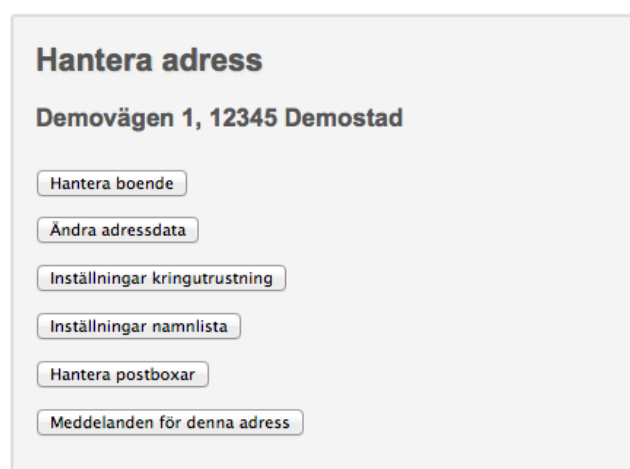 Hantera adress
Demovägen 1, 12345 Demostad
Hantera boende
Ändra adressdata
Inställningar kringutrustning
Inställningar namnlista
Hantera postboxar
Meddelanden för denna adress